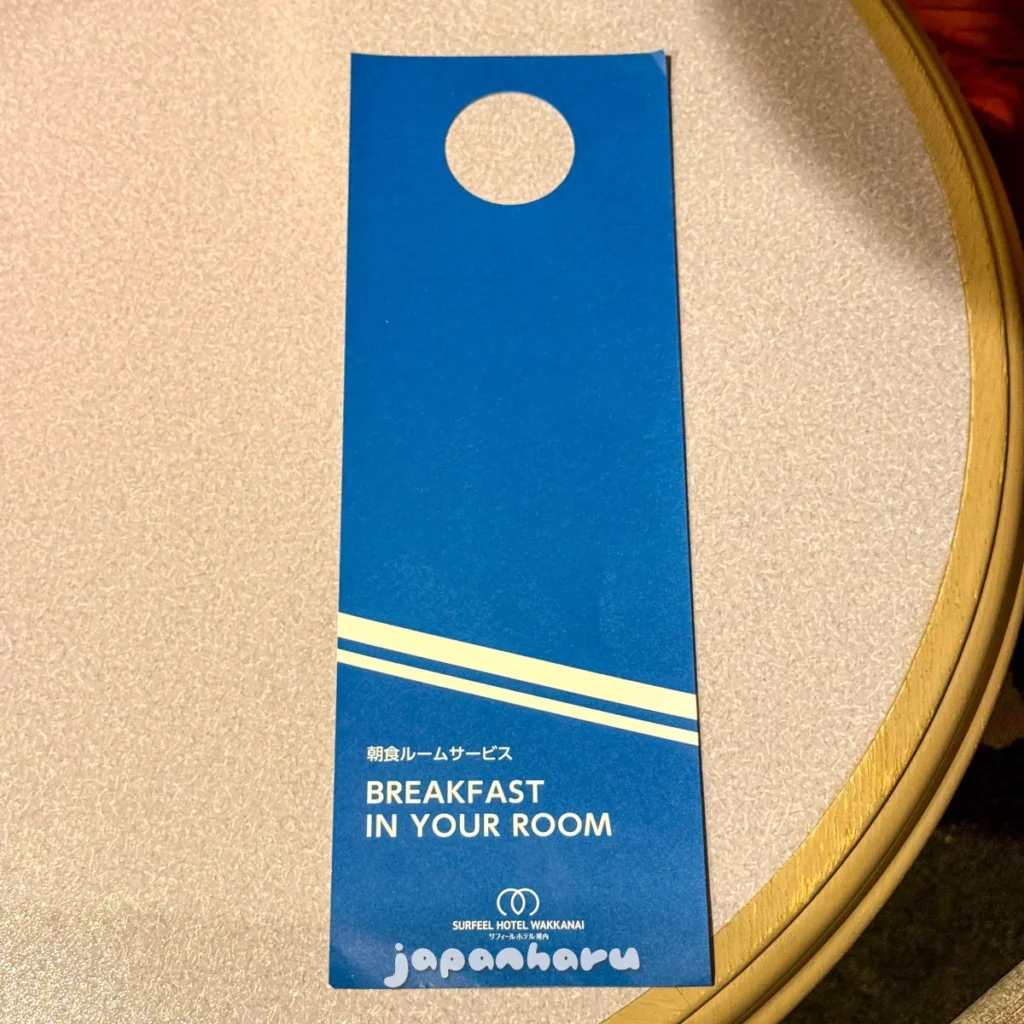 朝食ルームサービス
BREAKFAST
IN YOUR ROOM
SURFEEL HOTEL WAKKANAI
サフィールホテル稚内
japanharu